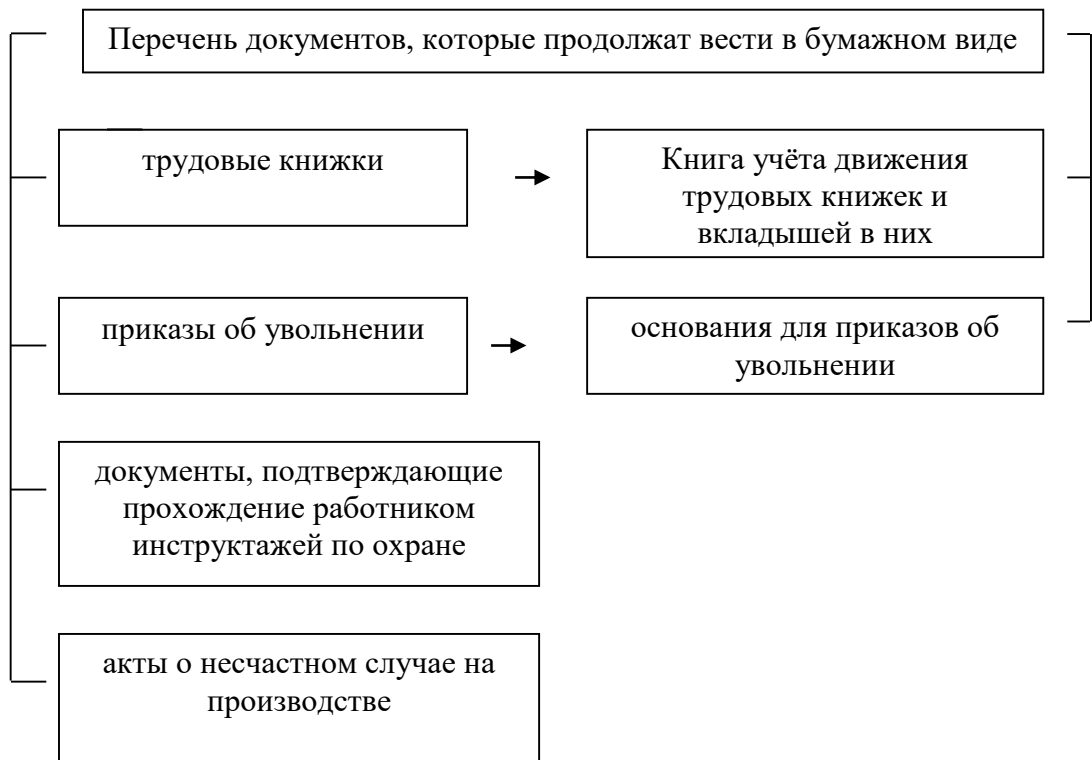 Перечень документов, которые продолжат вести в бумажном виде
трудовые книжки
Книга учёта движения
трудовых книжек и
вкладышей в них
приказы об увольнении
основания для приказов об
увольнении
документы, подтверждающие
прохождение работником
инструктажей по охране
акты о несчастном случае на
производстве